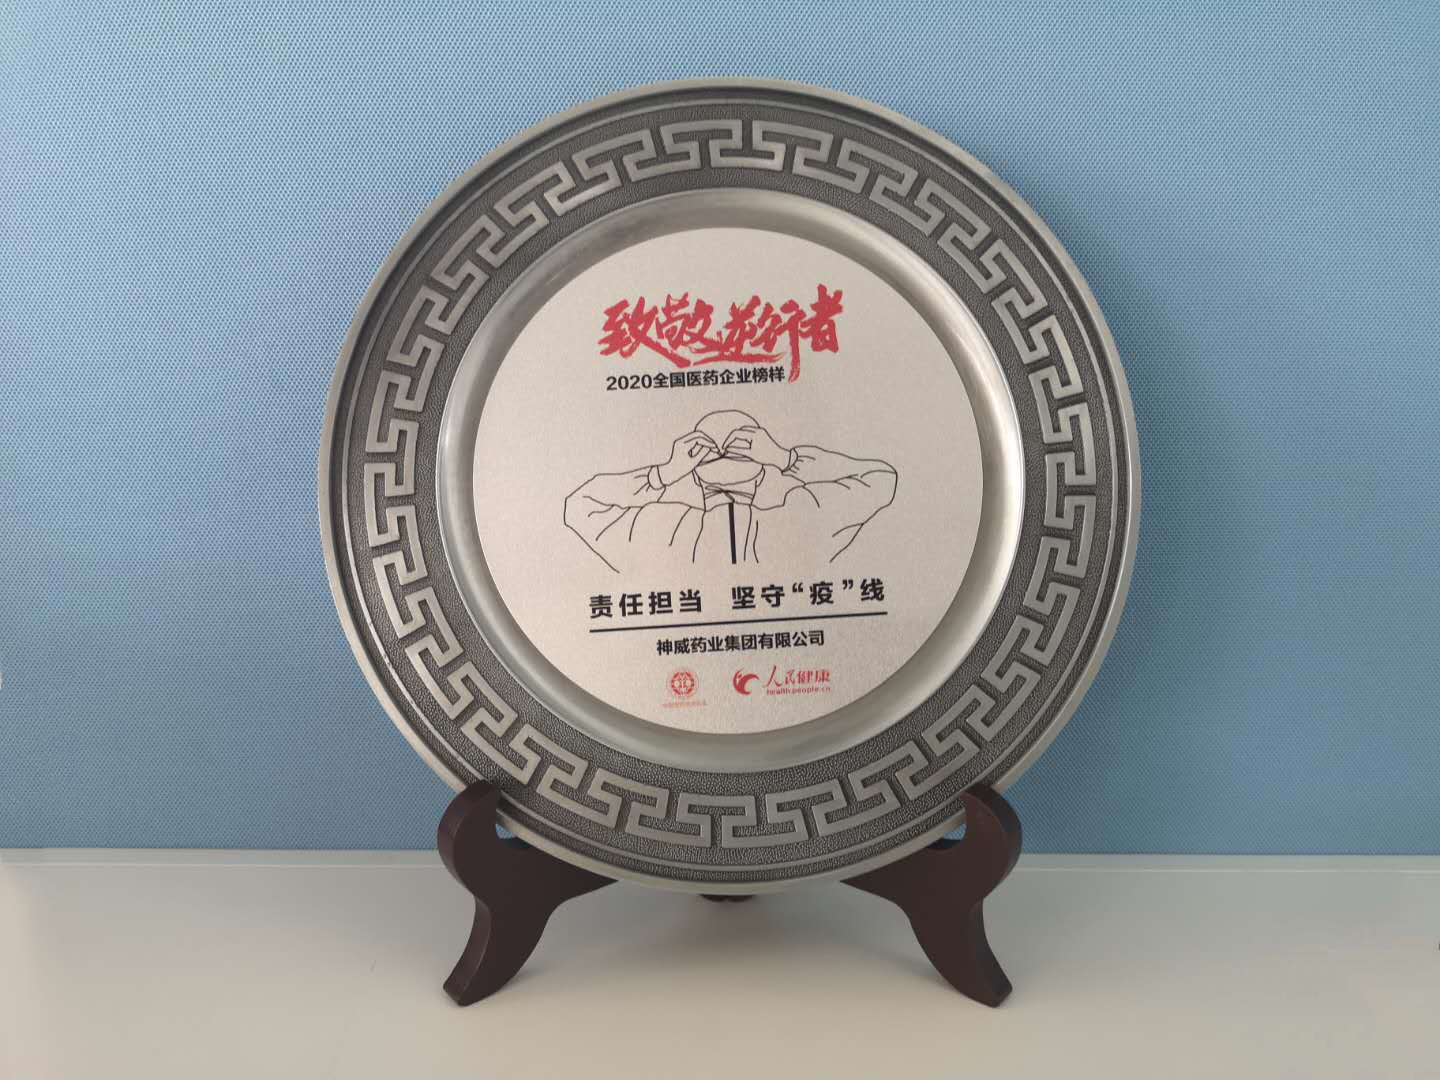 致敬逆行者
2020全国医药企业榜样
责任担当 坚守“疫”线
神威药业集团有限公司
人民健康
health.people.cn